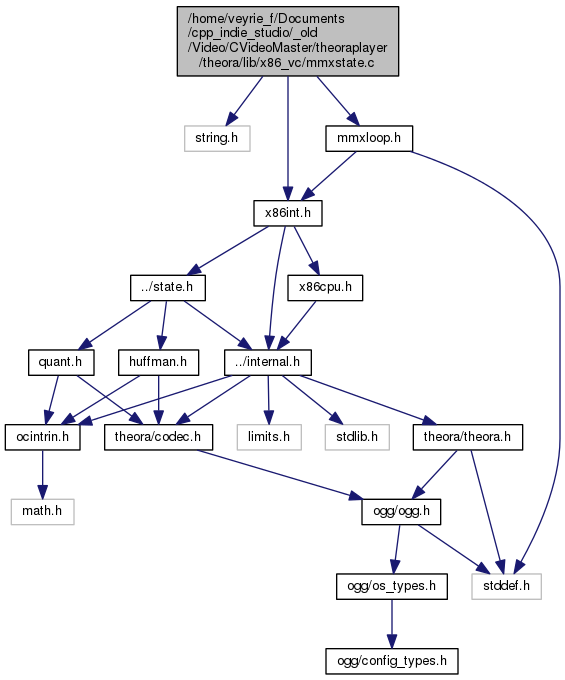 /home/veyrie_f/Documents
/cpp_indie_studio/_old
/Video/CVideoMaster/theoraplayer
/theora/lib/x86_vc/mmxstate.c
string.h
mmxloop.h
x86int.h
../state.h
x86cpu.h
quant.h
huffman.h
../internal.h
ocintrin.h
theora/codec.h
limits.h
stdlib.h
theora/theora.h
math.h
ogg/ogg.h
ogg/os_types.h
stddef.h
ogg/config_types.h